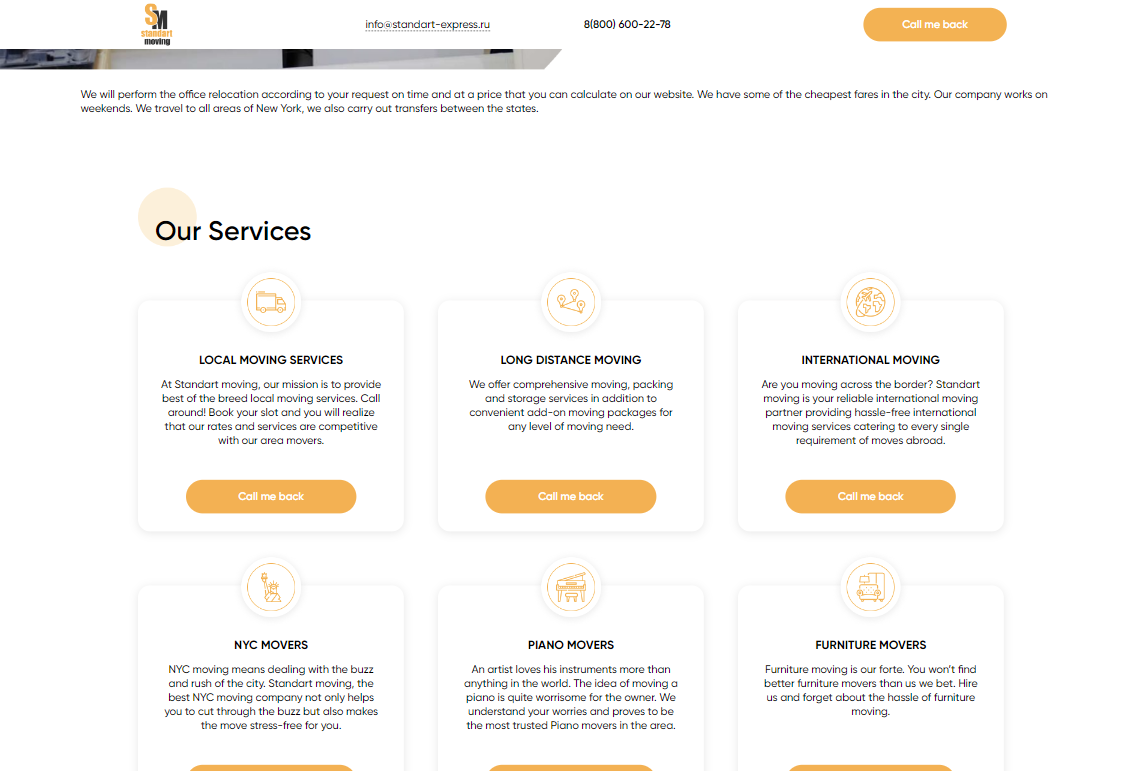 SM
standart
moving
info@standart-express.ru
8(800) 600-22-78
Call me back
We will perform the office relocation according to your request on time and at a price that you can calculate on our website. We have some of the cheapest fares in the city. Our company works on
weekends. We travel to all areas of New York, we also carry out transfers between the states.
Our Services
LOCAL MOVING SERVICES
At Standart moving, our mission is to provide
best of the breed local moving services. Call
around! Book your slot and you will realize
that our rates and services are competitive
with our area movers.
Call me back
LONG DISTANCE MOVING
We offer comprehensive moving, packing
and storage services in addition to
convenient add-on moving packages for
any level of moving need.
Call me back
INTERNATIONAL MOVING
Are you moving across the border? Standart
moving is your reliable international moving
partner providing hassle-free international
moving services catering to every single
requirement of moves abroad.
Call me back
NYC MOVERS
NYC moving means dealing with the buzz
and rush of the city. Standart moving, the
best NYC moving company not only helps
you to cut through the buzz but also makes
the move stress-free for you.
PIANO MOVERS
An artist loves his instruments more than
anything in the world. The idea of moving a
piano is quite worrisome for the owner. We
understand your worries and proves to be
the most trusted Piano movers in the area.
FURNITURE MOVERS
Furniture moving is our forte. You won't find
better furniture movers than us we bet. Hire
us and forget about the hassle of furniture
moving.